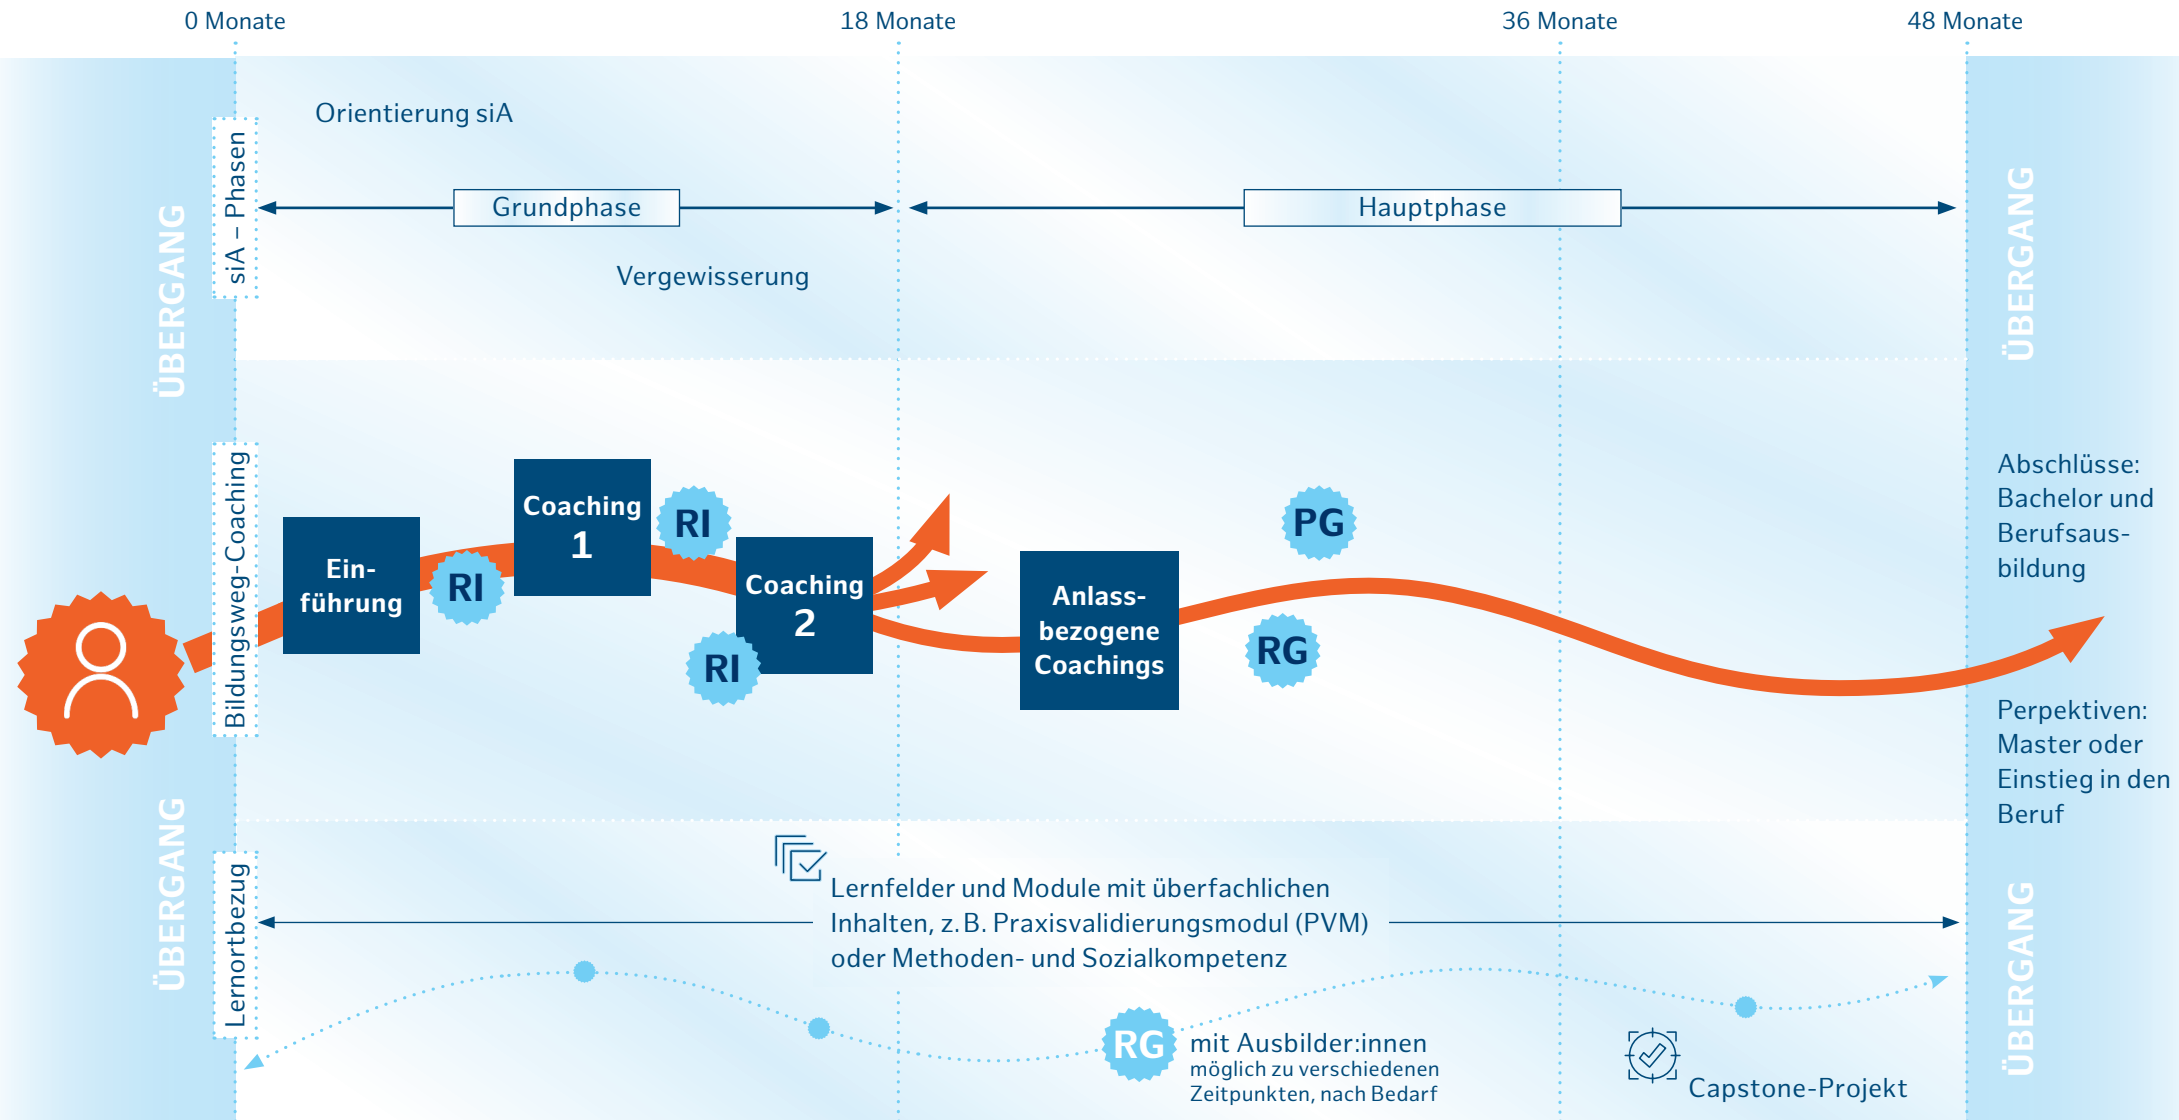 0 Monate
18 Monate
36 Monate
48 Monate
ÜBERGANG
siA – Phasen
Orientierung siA
Grundphase
Hauptphase
Vergewisserung
ÜBERGANG
Bildungsweg-Coaching
Ein-
führung
RI
Coaching
1
RI
RI
Coaching
2
Anlass-
bezogene
Coachings
PG
RG
Abschlüsse:
Bachelor und
Berufsaus-
bildung
Perpektiven:
Master oder
Einstieg in den
Beruf
ÜBERGANG
Lernortbezug
Lernfelder und Module mit überfachlichen
Inhalten, z. B. Praxisvalidierungsmodul (PVM)
oder Methoden- und Sozialkompetenz
RG
mit Ausbilder:innen
möglich zu verschiedenen
Zeitpunkten, nach Bedarf
Capstone-Projekt
ÜBERGANG